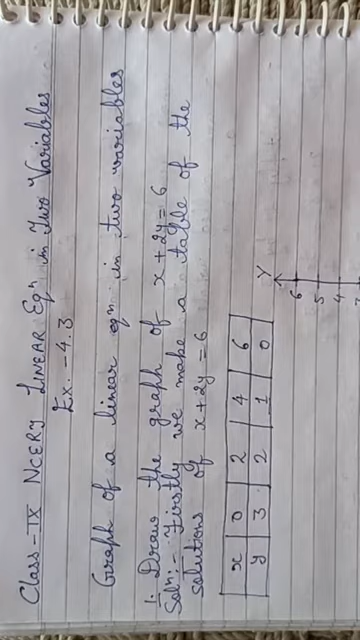 Class-IX NCERT LINEAR Eqn in Two Variables
Ex. - 4.3
Graph of a linear eqn. in two variables
1. Draw the graph of x + 2y = 6
Soln:- Firstly we make a table of the
solutions of x + 2y = 6
x 0 2 4 6
y 3 2 1 0
Y
6
5
4
3